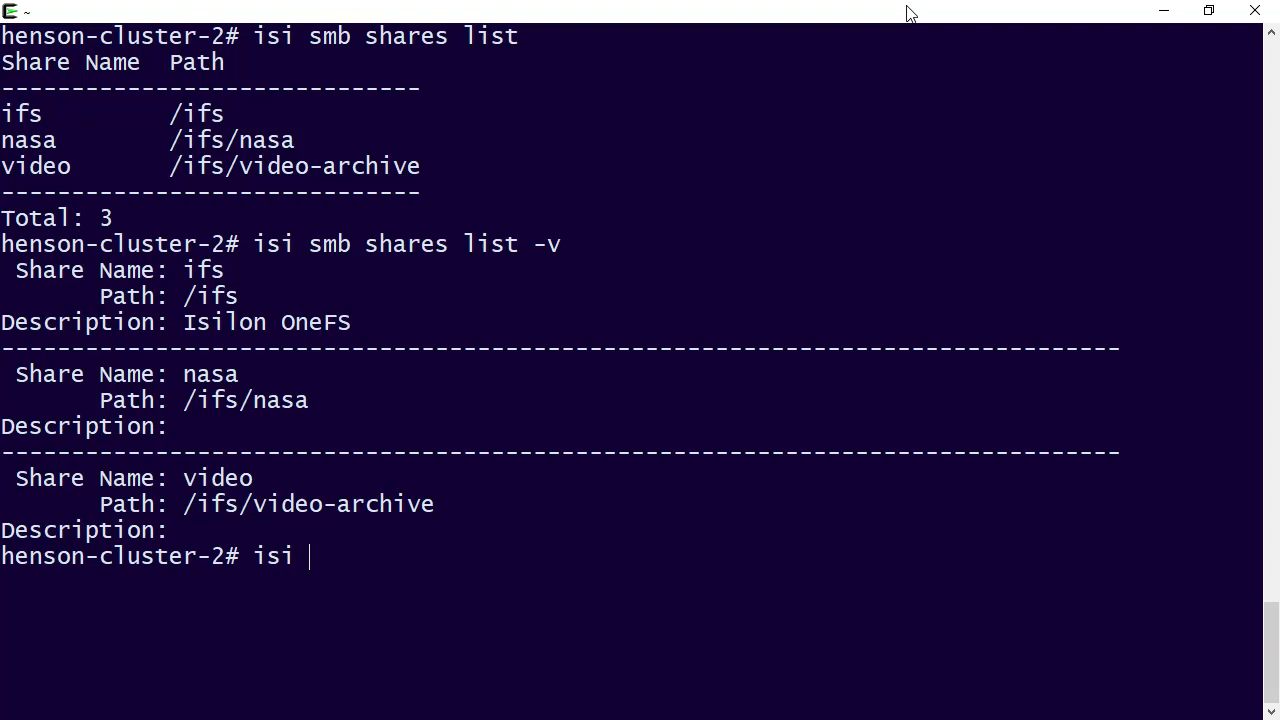 ~
henson-cluster-2# isi smb shares list
Share Name  Path
------------------------------
ifs         /ifs
nasa        /ifs/nasa
video       /ifs/video-archive
------------------------------
Total: 3
henson-cluster-2# isi smb shares list -v
 Share Name: ifs
       Path: /ifs
Description: Isilon OneFS
--------------------------------------------------------------------------------
 Share Name: nasa
       Path: /ifs/nasa
Description:
--------------------------------------------------------------------------------
 Share Name: video
       Path: /ifs/video-archive
Description:
henson-cluster-2# isi